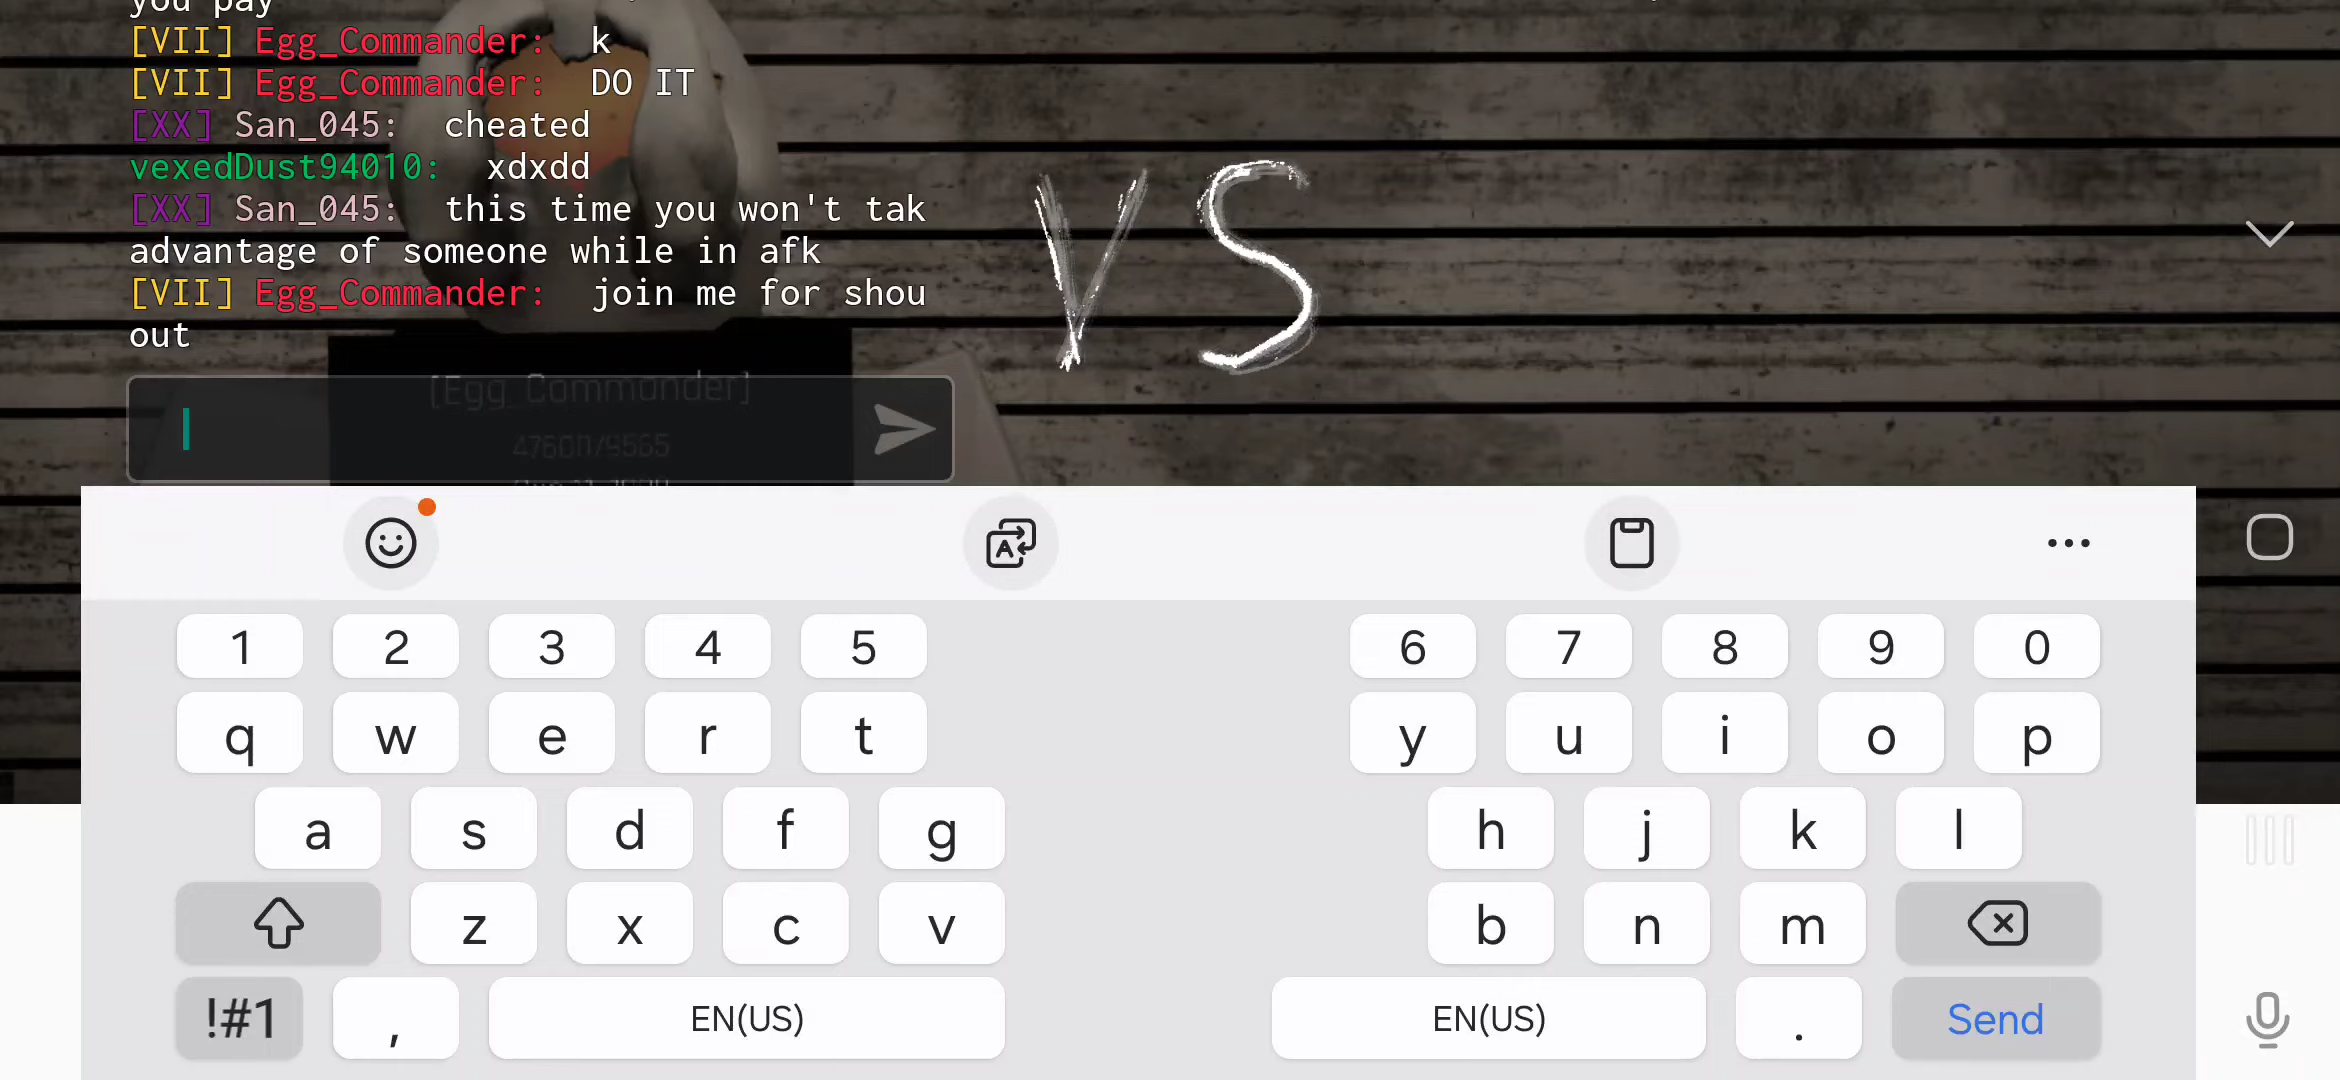 you pay
[VII] Egg_Commander: k
[VII] Egg_Commander: DO IT
[XX] San_045: cheated
vexedDust94010: xdxdd
[XX] San_045: this time you won't tak
advantage of someone while in afk
[VII] Egg_Commander: join me for shou
out
VS
[Egg_Commander]
1 2 3 4 5 6 7 8 9 0
q w e r t y u i o p
a s d f g h j k l
z x c v b n m
!#1 , EN(US) EN(US) . Send